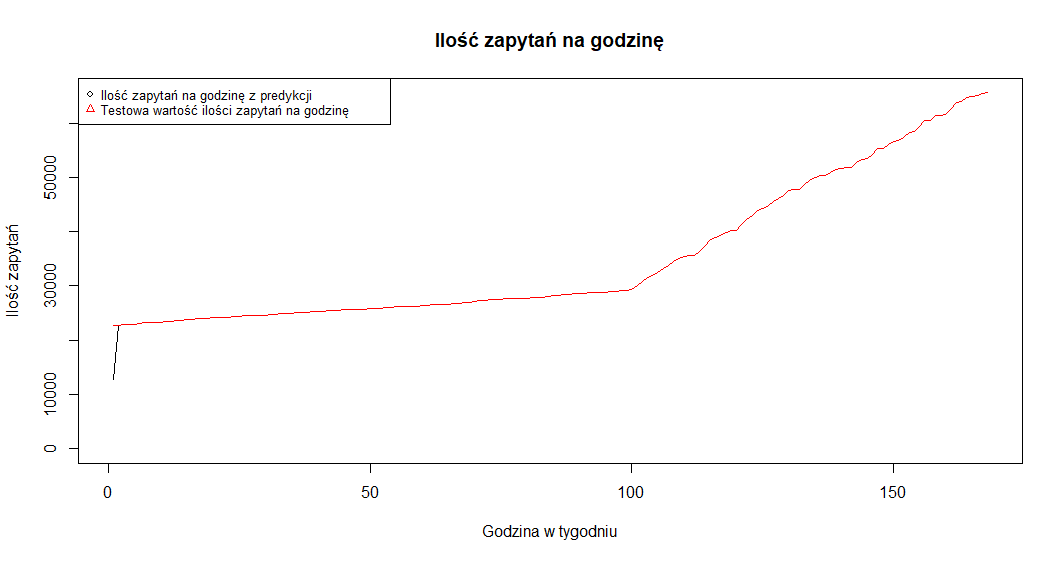 Ilość zapytań na godzinę
Ilość zapytań na godzinę z predykcji
Testowa wartość ilości zapytań na godzinę
Ilość zapytań
50000
30000
10000
0
0 50 100 150
Godzina w tygodniu